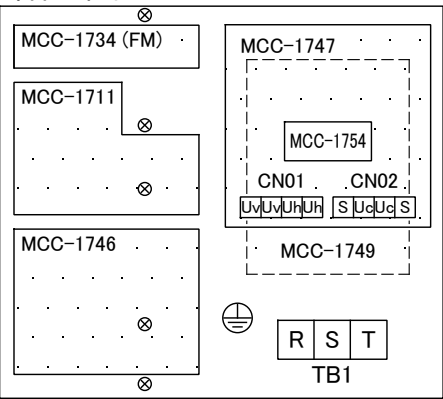 MCC-1734 (FM)
MCC-1747
MCC-1711
MCC-1754
CN01 CN02
Uv Uv Uh Uh S Uc Uc S
MCC-1746
MCC-1749
R S T
TB1